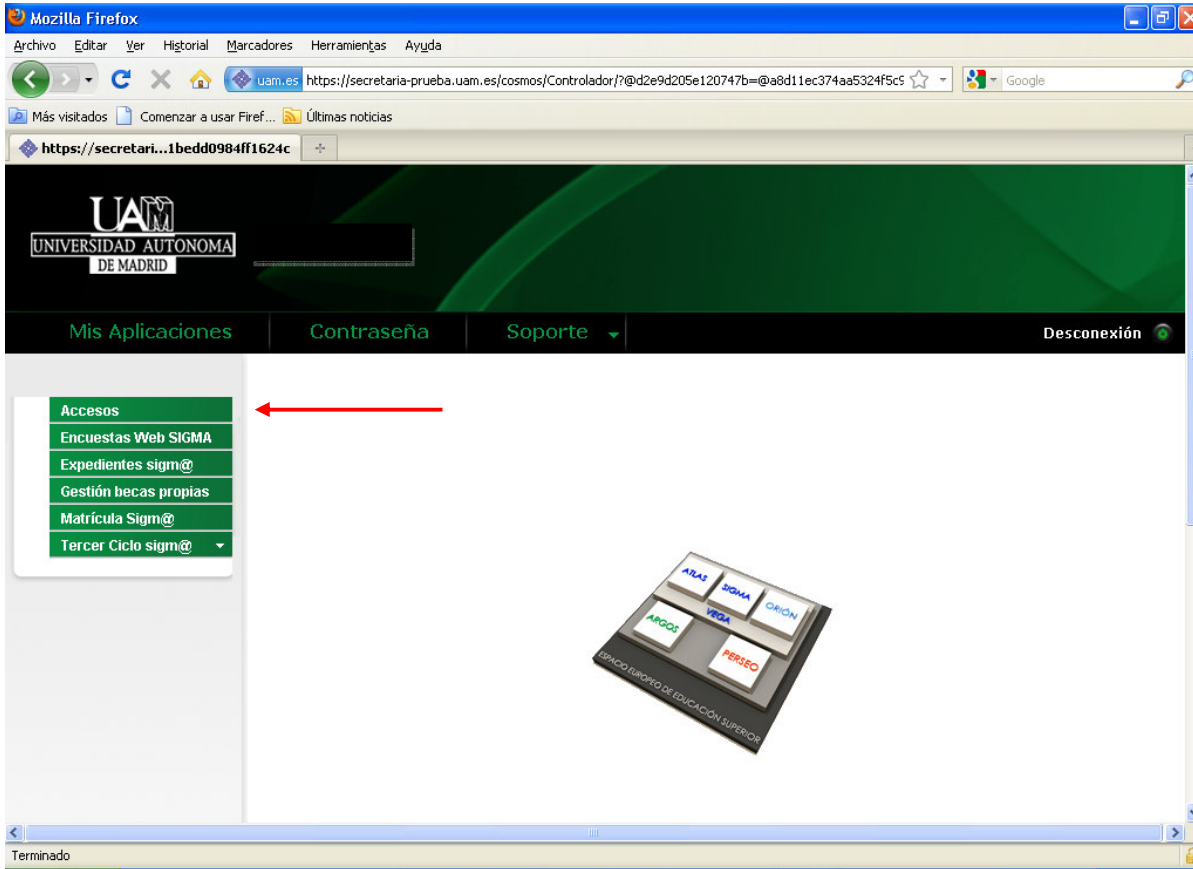 Mozilla Firefox
Archivo Editar Ver Historial Marcadores Herramientas Ayuda
uam.es https://secretaria-prueba.uam.es/cosmos/Controlador/?@d2e9d205e120747b=@a8d11ec374aa5324f5c9 Google
Más visitados Comenzar a usar Firef... Últimas noticias
https://secretari...1bedd0984ff1624c
UAM
UNIVERSIDAD AUTONOMA
DE MADRID
Mis Aplicaciones Contraseña Soporte Desconexión
Accesos
Encuestas Web SIGMA
Expedientes sigm@
Gestión becas propias
Matrícula Sigm@
Tercer Ciclo sigm@
ATLAS SIGMA ORIÓN
VEGA
ARGOS PERSEO
ESPACIO EUROPEO DE EDUCACIÓN SUPERIOR
Terminado